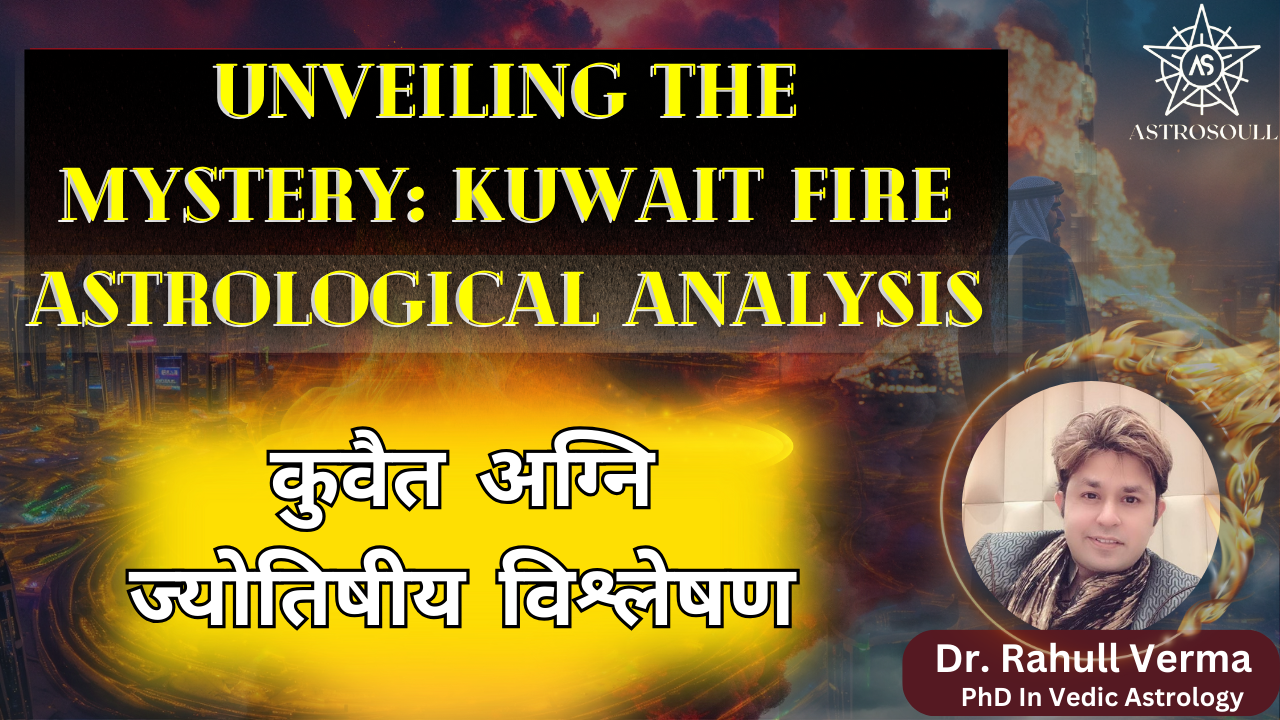 UNVEILING THE
MYSTERY: KUWAIT FIRE
ASTROLOGICAL ANALYSIS
AS
ASTROSOULL
कुवैत अग्नि
ज्योतिषीय विश्लेषण
Dr. Rahull Verma
PhD In Vedic Astrology